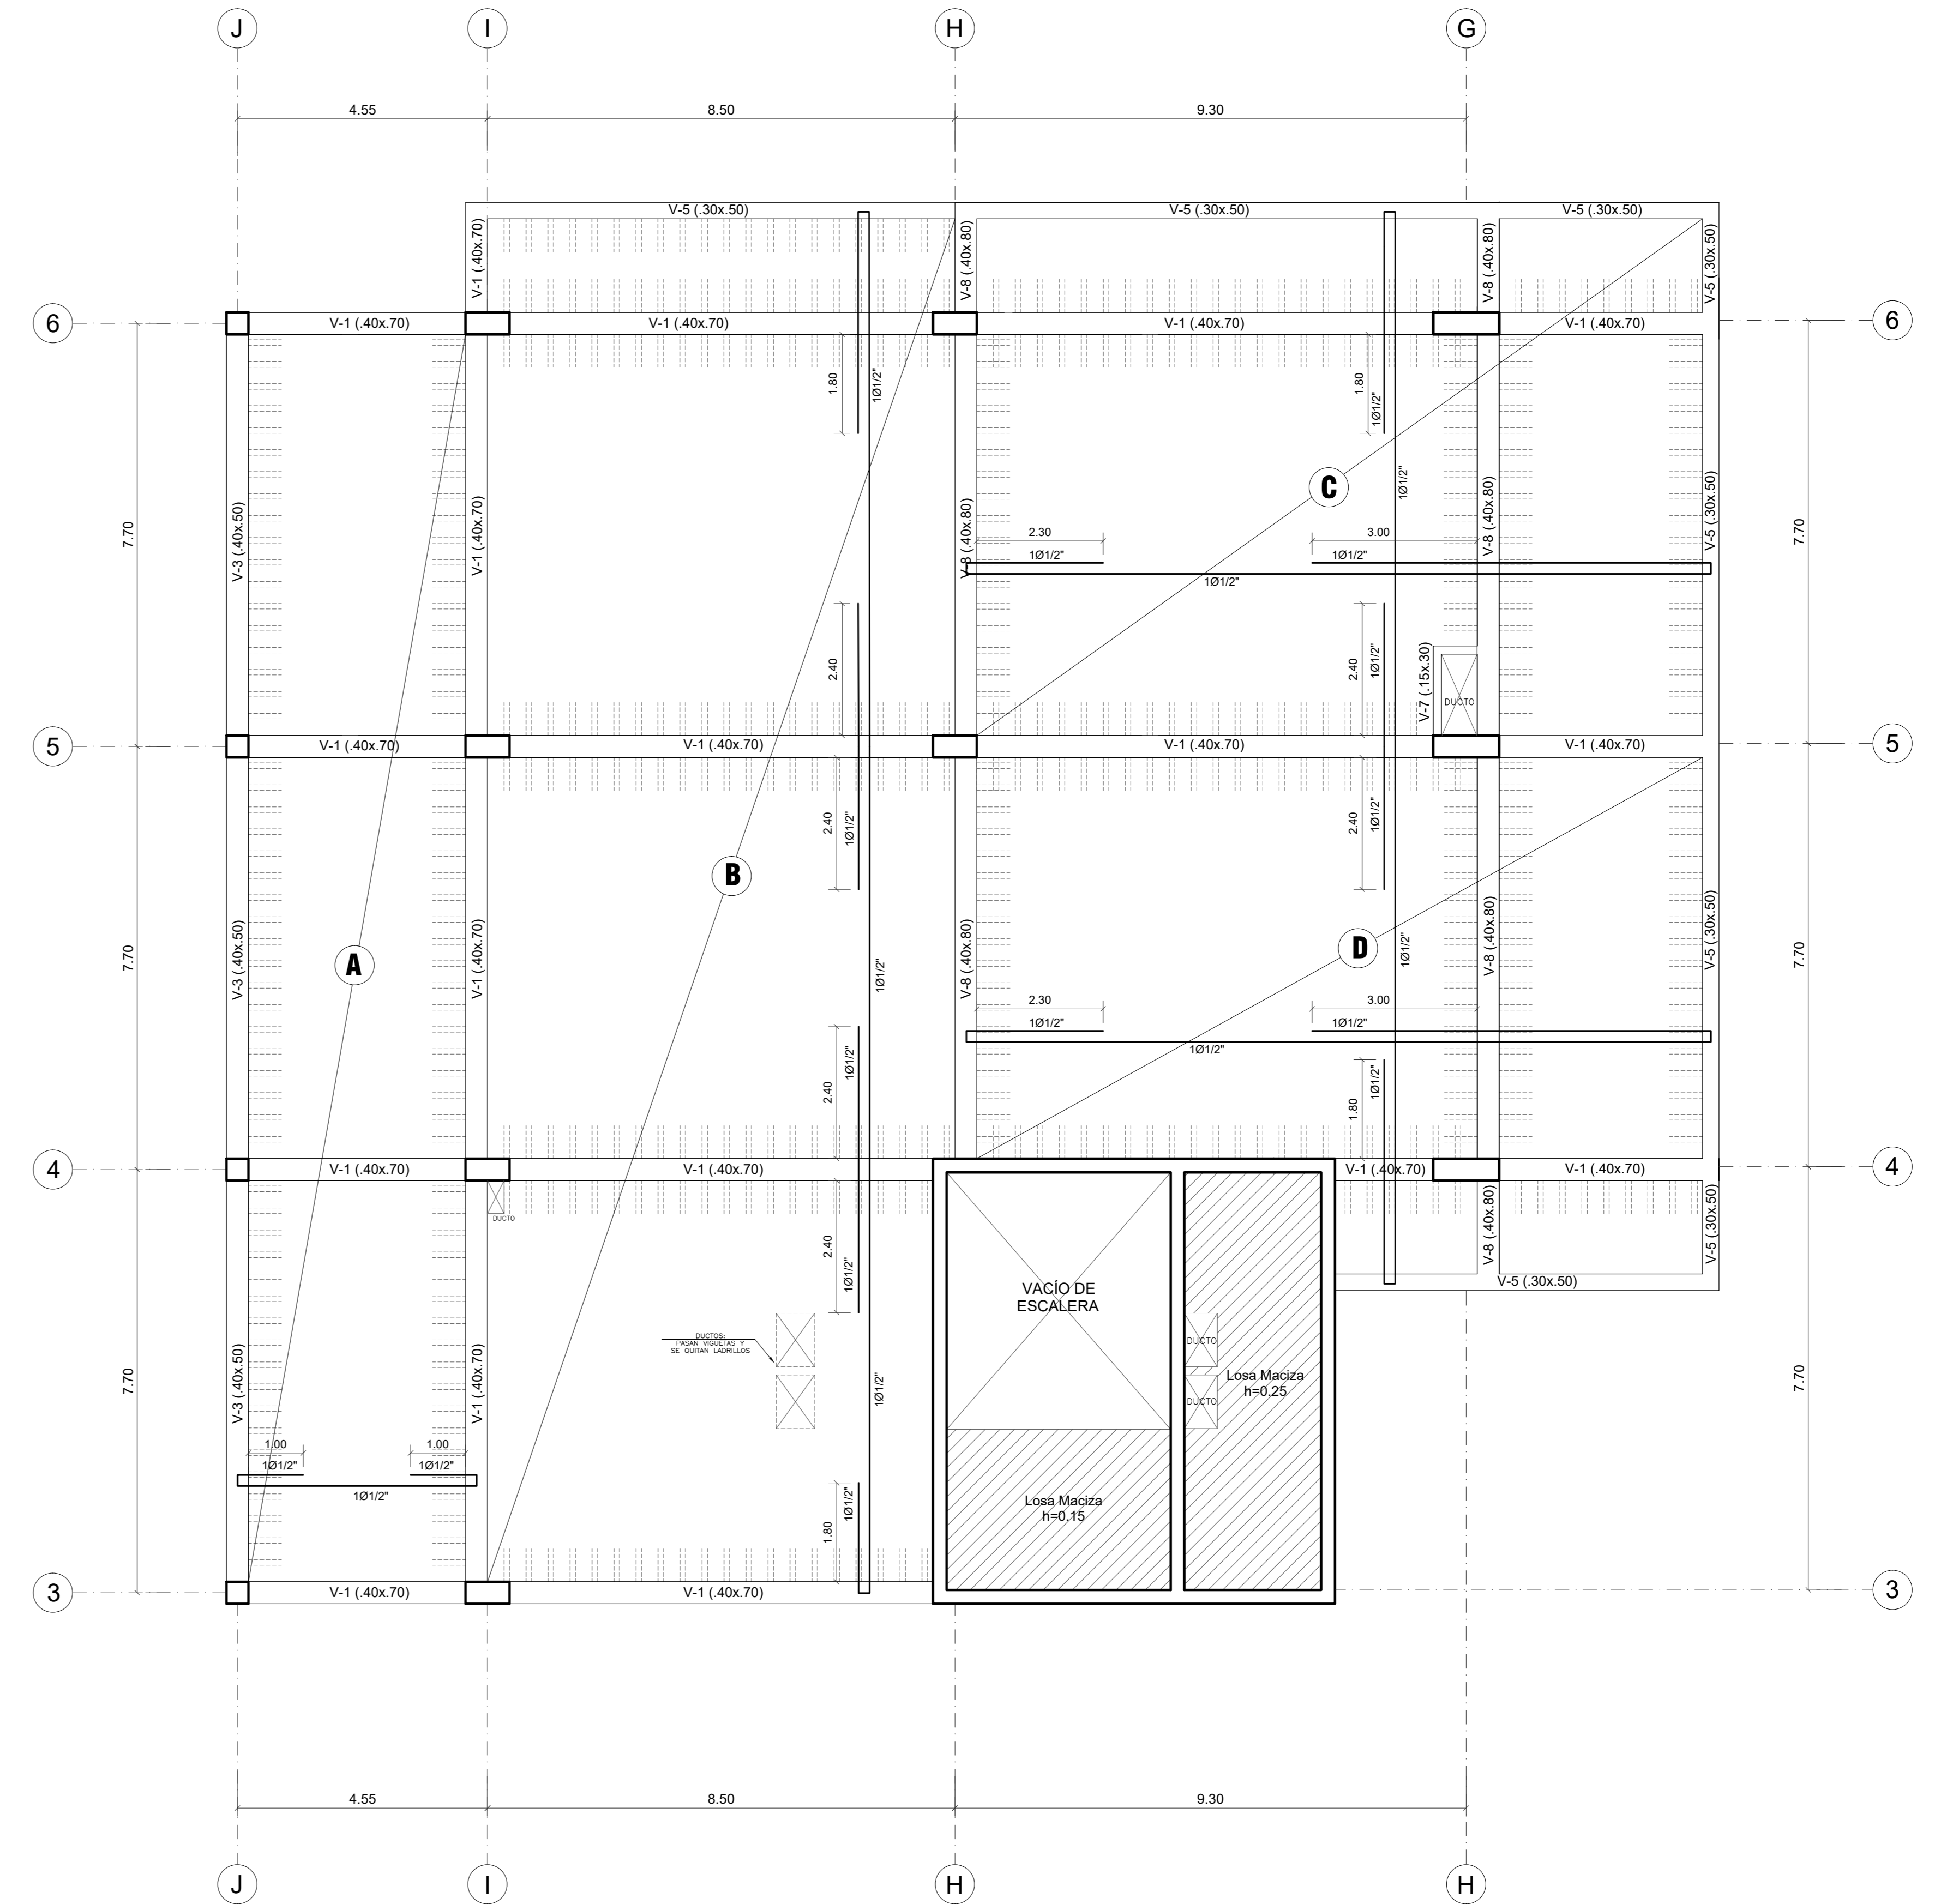 J
I
H
G
4.55
8.50
9.30
V-5 (.30x.50)
V-5 (.30x.50)
V-5 (.30x.50)
V-1 (.40x.70)
V-8 (.40x.80)
V-8 (.40x.80)
V-5 (.30x.50)
6
V-1 (.40x.70)
V-1 (.40x.70)
V-1 (.40x.70)
V-1 (.40x.70)
6
1.80
1Ø1/2"
1.80
1Ø1/2"
C
7.70
V-3 (.40x.50)
V-1 (.40x.70)
V-8 (.40x.80)
1Ø1/2"
V-8 (.40x.80)
V-5 (.30x.50)
7.70
2.30
3.00
1Ø1/2"
1Ø1/2"
1Ø1/2"
2.40
2.40
1Ø1/2"
V-7 (.15x.30)
DUCTO
5
V-1 (.40x.70)
V-1 (.40x.70)
V-1 (.40x.70)
V-1 (.40x.70)
5
2.40
1Ø1/2"
2.40
1Ø1/2"
B
7.70
V-3 (.40x.50)
A
V-1 (.40x.70)
1Ø1/2"
V-8 (.40x.80)
D
1Ø1/2"
V-8 (.40x.80)
V-5 (.30x.50)
7.70
2.30
3.00
1Ø1/2"
1Ø1/2"
1Ø1/2"
2.40
1Ø1/2"
1.80
1Ø1/2"
4
V-1 (.40x.70)
V-1 (.40x.70)
V-1 (.40x.70)
V-1 (.40x.70)
4
DUCTO
2.40
1Ø1/2"
V-8 (.40x.80)
V-5 (.30x.50)
V-5 (.30x.50)
VACÍO DE
ESCALERA
DUCTOS:
PASAN VIGUETAS Y
SE QUITAN LADRILLOS
DUCTO
DUCTO
Losa Maciza
h=0.25
7.70
V-3 (.40x.50)
V-1 (.40x.70)
1Ø1/2"
7.70
1.00
1.00
1Ø1/2"
1Ø1/2"
1Ø1/2"
1.80
1Ø1/2"
Losa Maciza
h=0.15
3
V-1 (.40x.70)
V-1 (.40x.70)
3
4.55
8.50
9.30
J
I
H
H